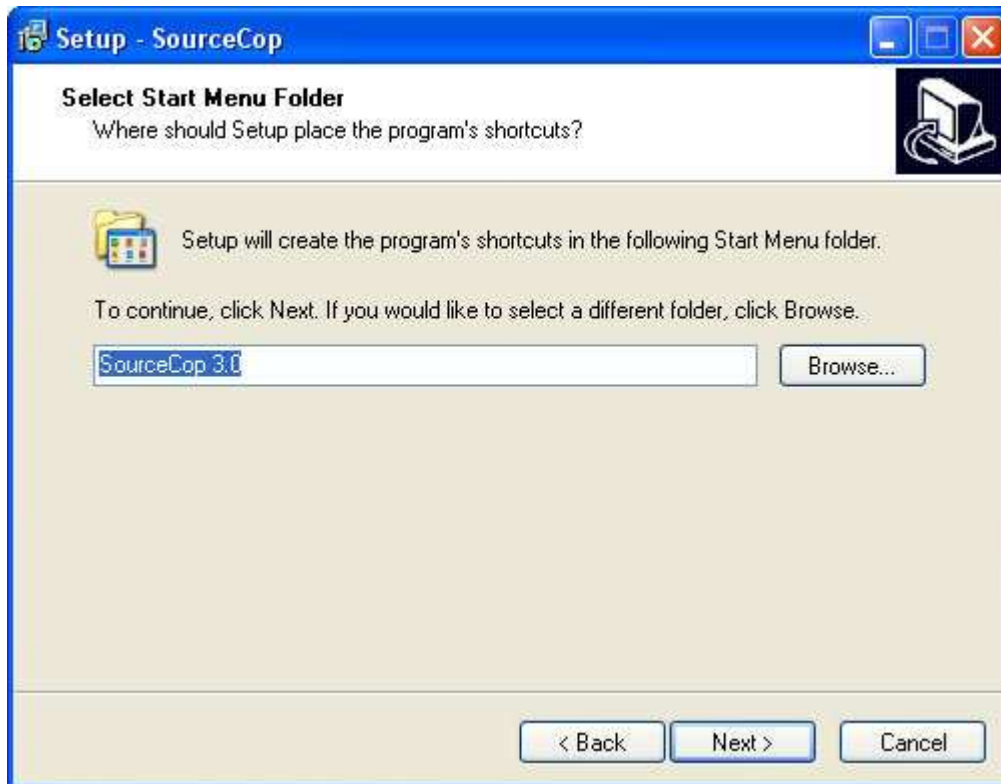 Setup - SourceCop
Select Start Menu Folder
Where should Setup place the program's shortcuts?
Setup will create the program's shortcuts in the following Start Menu folder.
To continue, click Next. If you would like to select a different folder, click Browse.
SourceCop 3.0
Browse...
< Back
Next >
Cancel